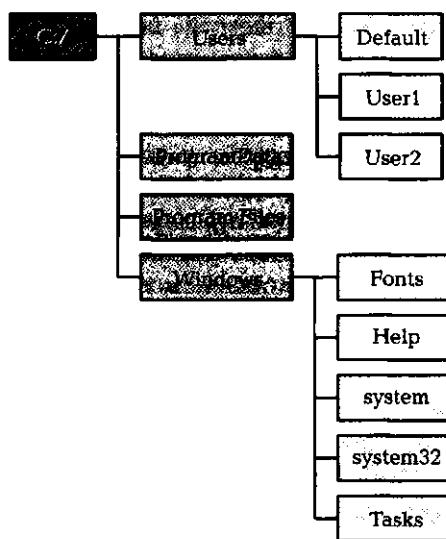 C:/
Users
Default
User1
User2
ProgramData
Program Files
Windows
Fonts
Help
system
system32
Tasks